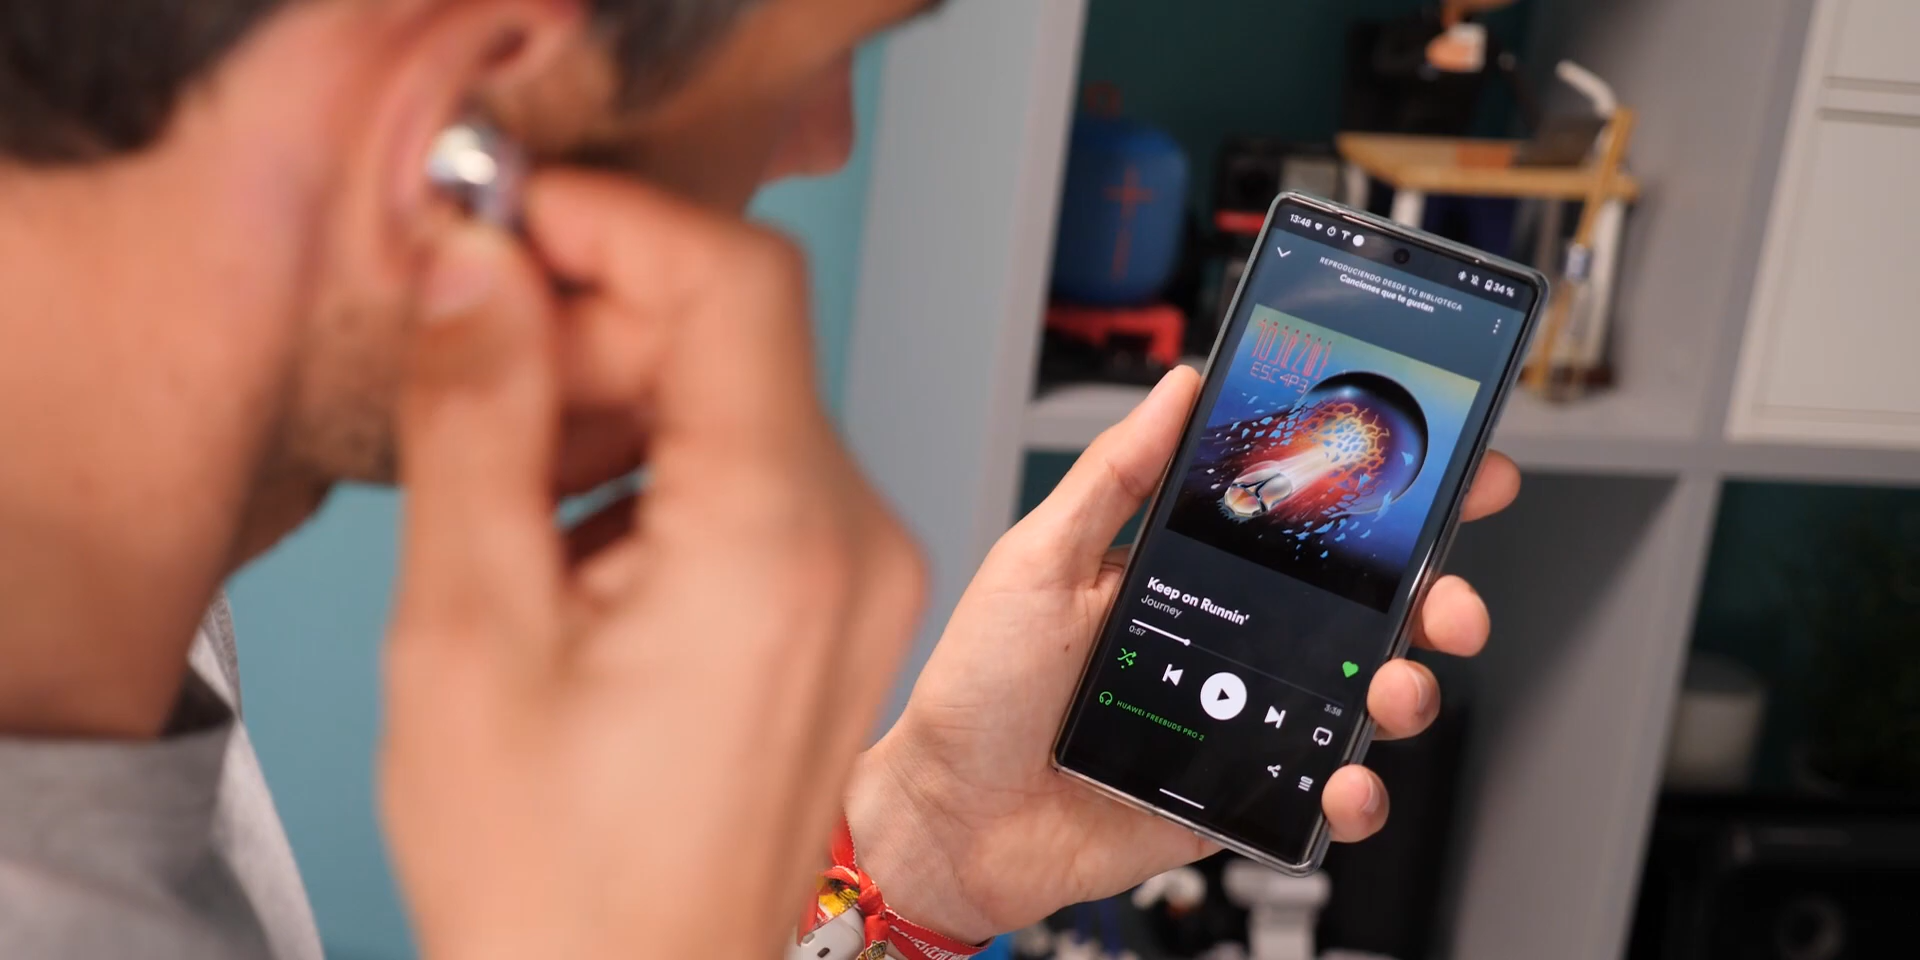 13:48
34 %
REPRODUCIENDO DESDE TU BIBLIOTECA
Canciones que te gustan
ESC4P3
Keep on Runnin'
Journey
0:57
3:38
HUAWEI FREEBUDS PRO 2